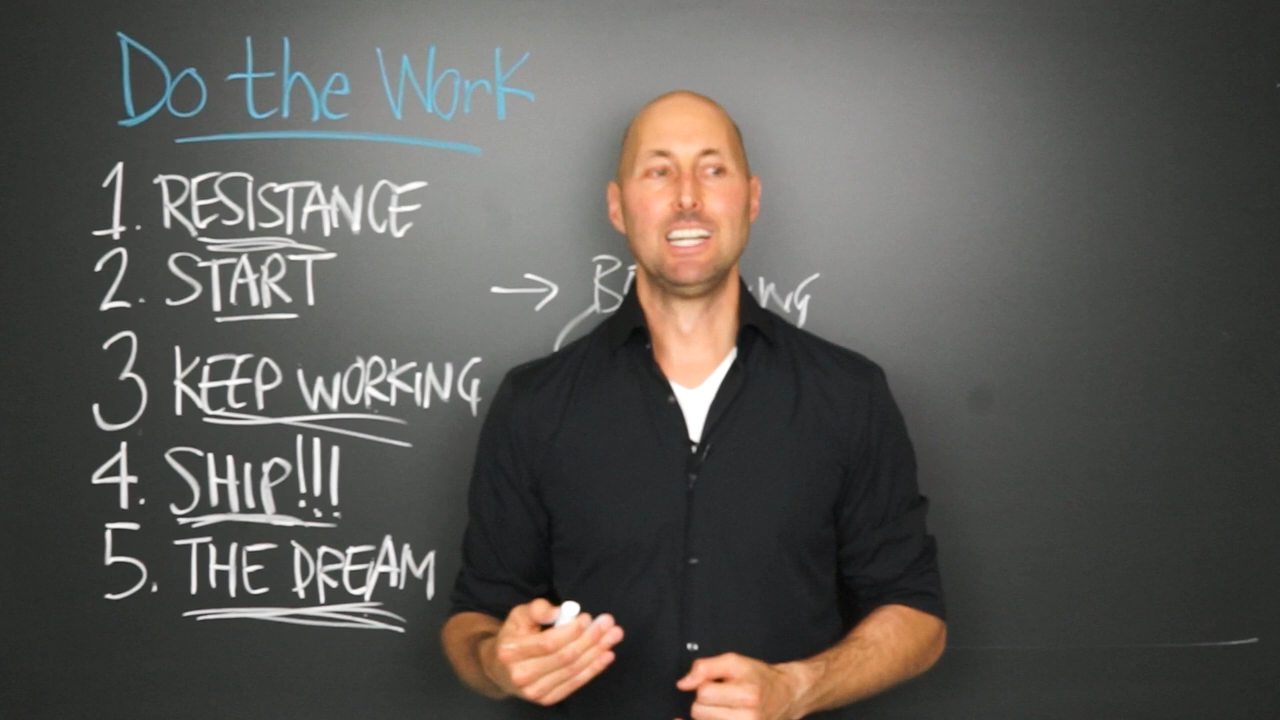 Do the Work
1. RESISTANCE
2. START
3 KEEP WORKING
4. SHIP!!!
5. THE DREAM